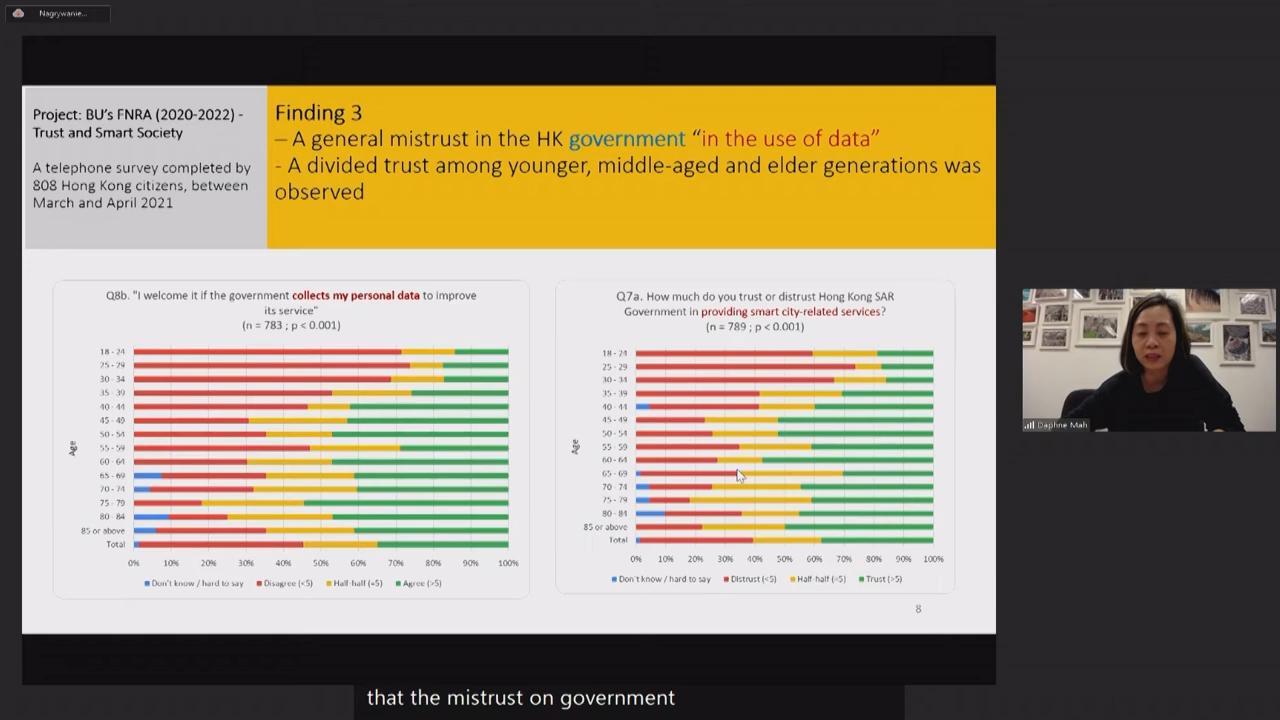 Nagrywanie...
Project: BU's FNRA (2020-2022) -
Trust and Smart Society
A telephone survey completed by
808 Hong Kong citizens, between
March and April 2021
Finding 3
– A general mistrust in the HK government “in the use of data”
- A divided trust among younger, middle-aged and elder generations was
observed
Q8b. "I welcome it if the government collects my personal data to improve
its service"
(n = 783 ; p < 0.001)
Age
18 - 24
25 - 29
30 - 34
35 - 39
40 - 44
45 - 49
50 - 54
55 - 59
60 - 64
65 - 69
70 - 74
75 - 79
80 - 84
85 or above
Total
0% 10% 20% 30% 40% 50% 60% 70% 80% 90% 100%
Don't know / hard to say Disagree (<5) Half-half (=5) Agree (>5)
Q7a. How much do you trust or distrust Hong Kong SAR
Government in providing smart city-related services?
(n = 789 ; p < 0.001)
Age
18 - 24
25 - 29
30 - 34
35 - 39
40 - 44
45 - 49
50 - 54
55 - 59
60 - 64
65 - 69
70 - 74
75 - 79
80 - 84
85 or above
Total
0% 10% 20% 30% 40% 50% 60% 70% 80% 90% 100%
Don't know / hard to say Distrust (<5) Half-half (=5) Trust (>5)
8
Daphne Mah
that the mistrust on government